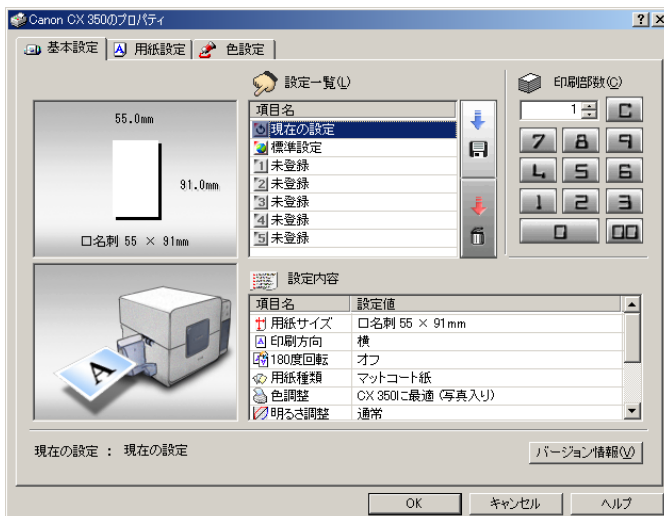 Canon CX 350のプロパティ
基本設定 用紙設定 色設定
設定一覧(L)
印刷部数(C)
55.0mm
91.0mm
口名刺 55 × 91mm
項目名
現在の設定
標準設定
1 未登録
2 未登録
3 未登録
4 未登録
5 未登録
1 C
7 8 9
4 5 6
1 2 3
0 00
A
設定内容
項目名 設定値
用紙サイズ 口名刺 55 × 91mm
印刷方向 横
180度回転 オフ
用紙種類 マットコート紙
色調整 CX 350に最適 (写真入り)
明るさ調整 通常
現在の設定 : 現在の設定
バージョン情報(V)
OK キャンセル ヘルプ